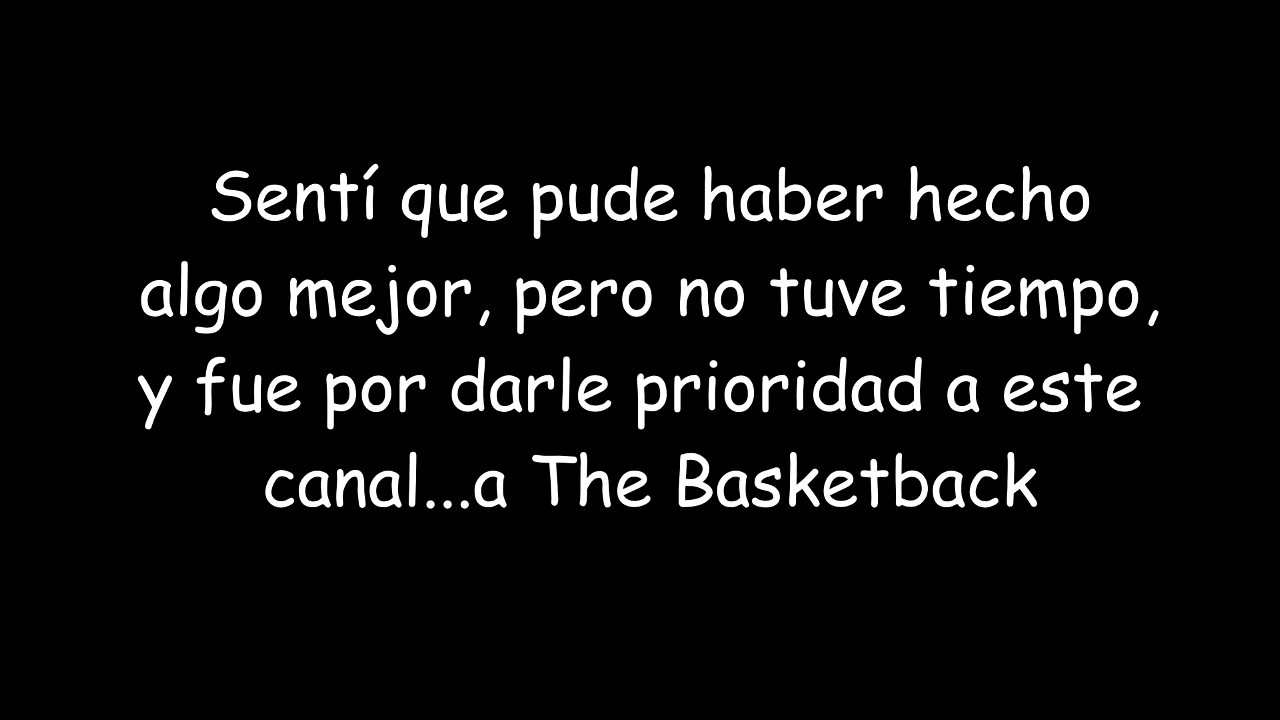 Sentí que pude haber hecho
algo mejor, pero no tuve tiempo,
y fue por darle prioridad a este
canal...a The Basketback